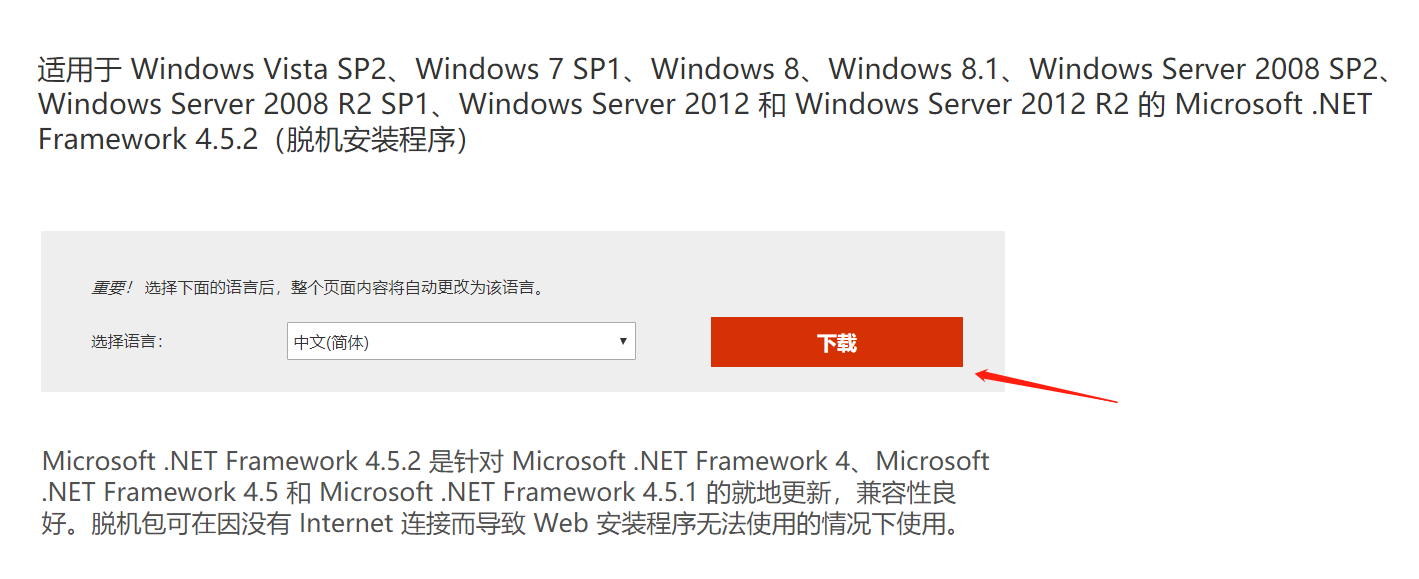 适用于 Windows Vista SP2、Windows 7 SP1、Windows 8、Windows 8.1、Windows Server 2008 SP2、
Windows Server 2008 R2 SP1、Windows Server 2012 和 Windows Server 2012 R2 的 Microsoft .NET
Framework 4.5.2（脱机安装程序）
重要！ 选择下面的语言后，整个页面内容将自动更改为该语言。
选择语言： 中文(简体) 下载
Microsoft .NET Framework 4.5.2 是针对 Microsoft .NET Framework 4、Microsoft
.NET Framework 4.5 和 Microsoft .NET Framework 4.5.1 的就地更新，兼容性良
好。脱机包可在因没有 Internet 连接而导致 Web 安装程序无法使用的情况下使用。